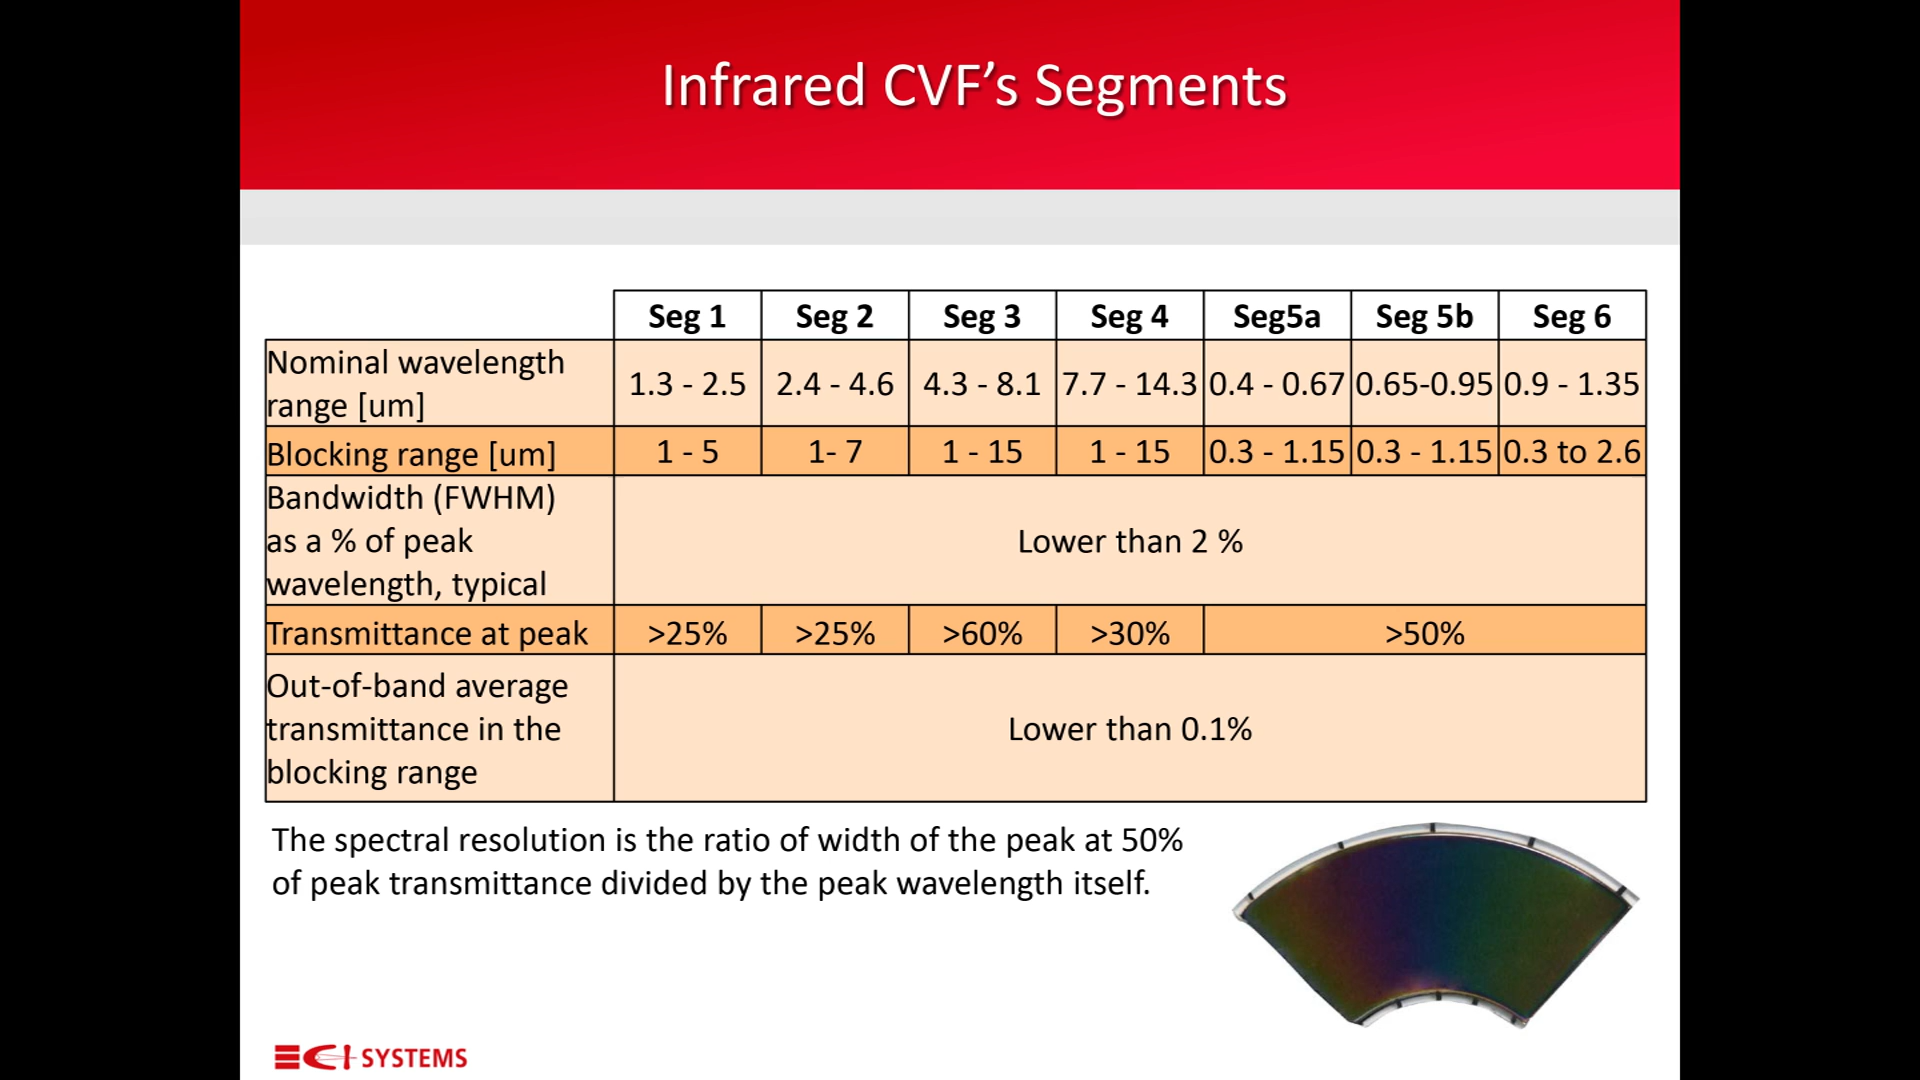 Infrared CVF’s Segments
Seg 1 Seg 2 Seg 3 Seg 4 Seg5a Seg 5b Seg 6
Nominal wavelength
range [um]
1.3 - 2.5 2.4 - 4.6 4.3 - 8.1 7.7 - 14.3 0.4 - 0.67 0.65-0.95 0.9 - 1.35
Blocking range [um] 1 - 5 1- 7 1 - 15 1 - 15 0.3 - 1.15 0.3 - 1.15 0.3 to 2.6
Bandwidth (FWHM)
as a % of peak
wavelength, typical
Lower than 2 %
Transmittance at peak >25% >25% >60% >30% >50%
Out-of-band average
transmittance in the
blocking range
Lower than 0.1%
The spectral resolution is the ratio of width of the peak at 50%
of peak transmittance divided by the peak wavelength itself.
CI SYSTEMS